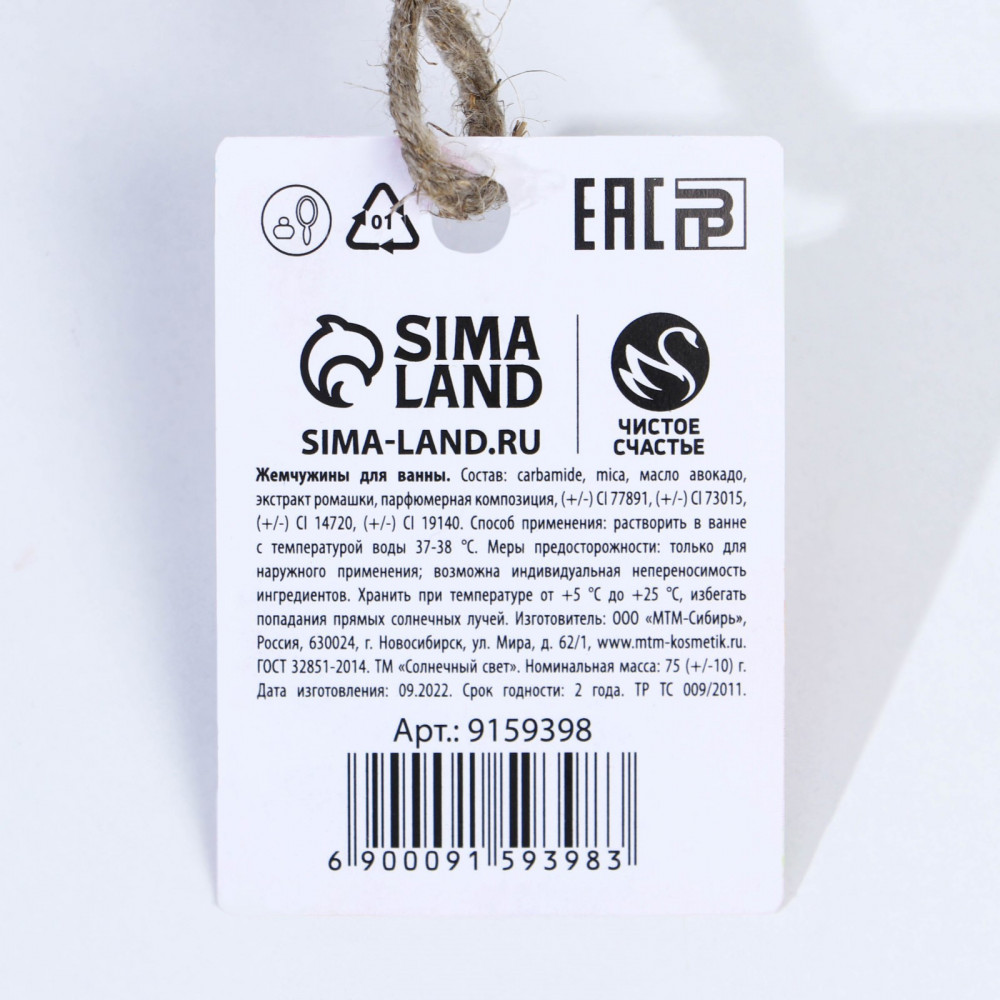 01
EAC
SIMA
LAND
SIMA-LAND.RU
ЧИСТОЕ
СЧАСТЬЕ
Жемчужины для ванны. Состав: carbamide, mica, масло авокадо,
экстракт ромашки, парфюмерная композиция, (+/-) CI 77891, (+/-) CI 73015,
(+/-) CI 14720, (+/-) CI 19140. Способ применения: растворить в ванне
с температурой воды 37-38 °C. Меры предосторожности: только для
наружного применения; возможна индивидуальная непереносимость
ингредиентов. Хранить при температуре от +5 °C до +25 °C, избегать
попадания прямых солнечных лучей. Изготовитель: ООО «МТМ-Сибирь»,
Россия, 630024, г. Новосибирск, ул. Мира, д. 62/1, www.mtm-kosmetik.ru.
ГОСТ 32851-2014. ТМ «Солнечный свет». Номинальная масса: 75 (+/-10) г.
Дата изготовления: 09.2022. Срок годности: 2 года. ТР ТС 009/2011.
Арт.: 9159398
6 900091 593983